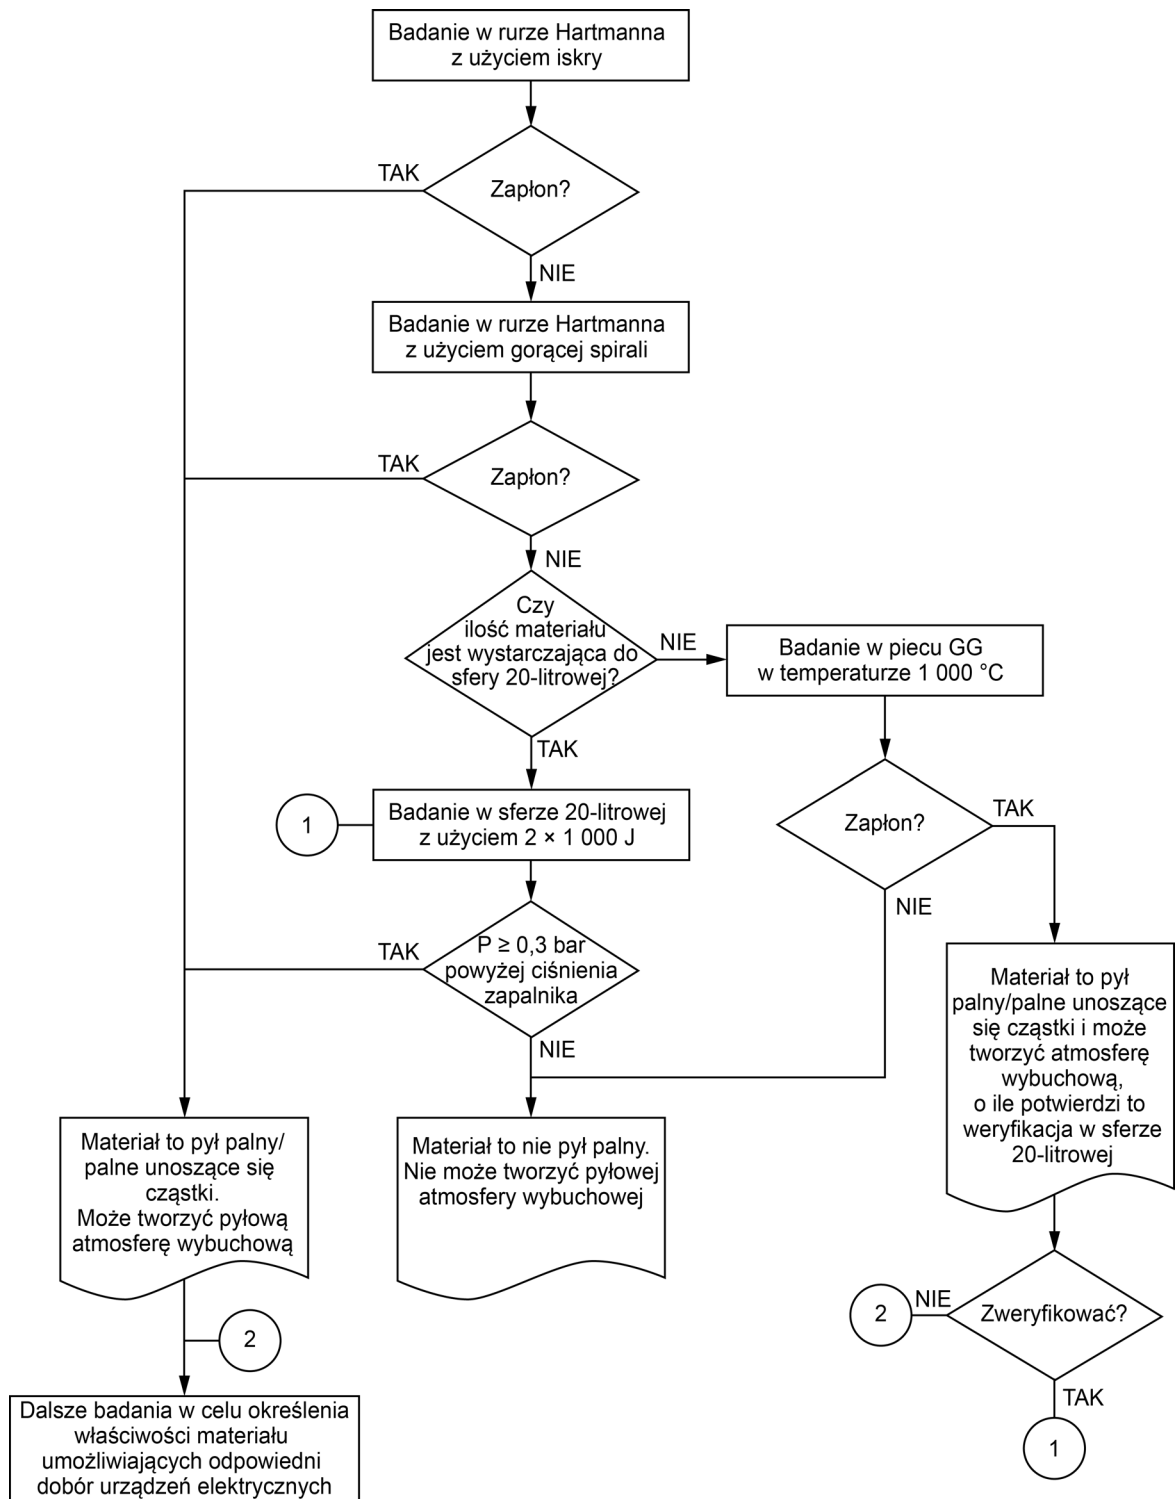 Badanie w rurze Hartmanna
z użyciem iskry
TAK
Zapłon?
NIE
Badanie w rurze Hartmanna
z użyciem gorącej spirali
TAK
Zapłon?
NIE
Czy
ilość materiału
jest wystarczająca do
sfery 20-litrowej?
NIE
Badanie w piecu GG
w temperaturze 1 000 °C
TAK
1
Badanie w sferze 20-litrowej
z użyciem 2 × 1 000 J
Zapłon?
TAK
NIE
TAK
P ≥ 0,3 bar
powyżej ciśnienia
zapalnika
NIE
Materiał to pył
palny/palne unoszące
się cząstki i może
tworzyć atmosferę
wybuchową,
o ile potwierdzi to
weryfikacja w sferze
20-litrowej
Materiał to pył palny/
palne unoszące się
cząstki.
Może tworzyć pyłową
atmosferę wybuchową
Materiał to nie pył palny.
Nie może tworzyć pyłowej
atmosfery wybuchowej
2
NIE
Zweryfikować?
TAK
1
2
Dalsze badania w celu określenia
właściwości materiału
umożliwiających odpowiedni
dobór urządzeń elektrycznych